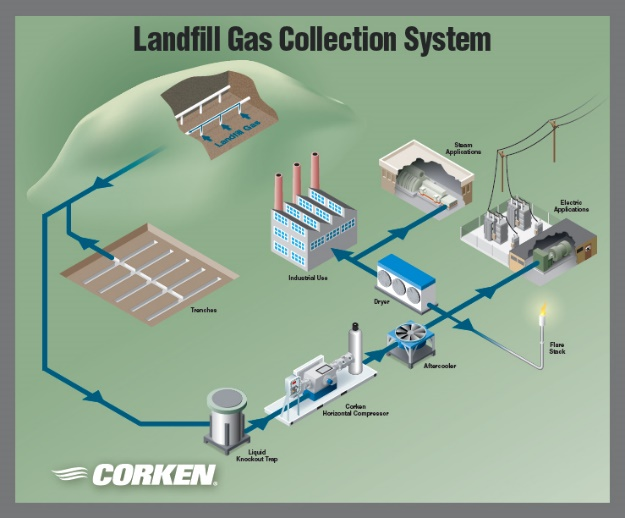 Landfill Gas Collection System
Landfill Gas
Steam
Applications
Electric
Applications
Industrial Use
Dryer
Trenches
Flare
Stack
Aftercooler
Corken
Horizontal Compressor
Liquid
Knockout Trap
CORKEN®